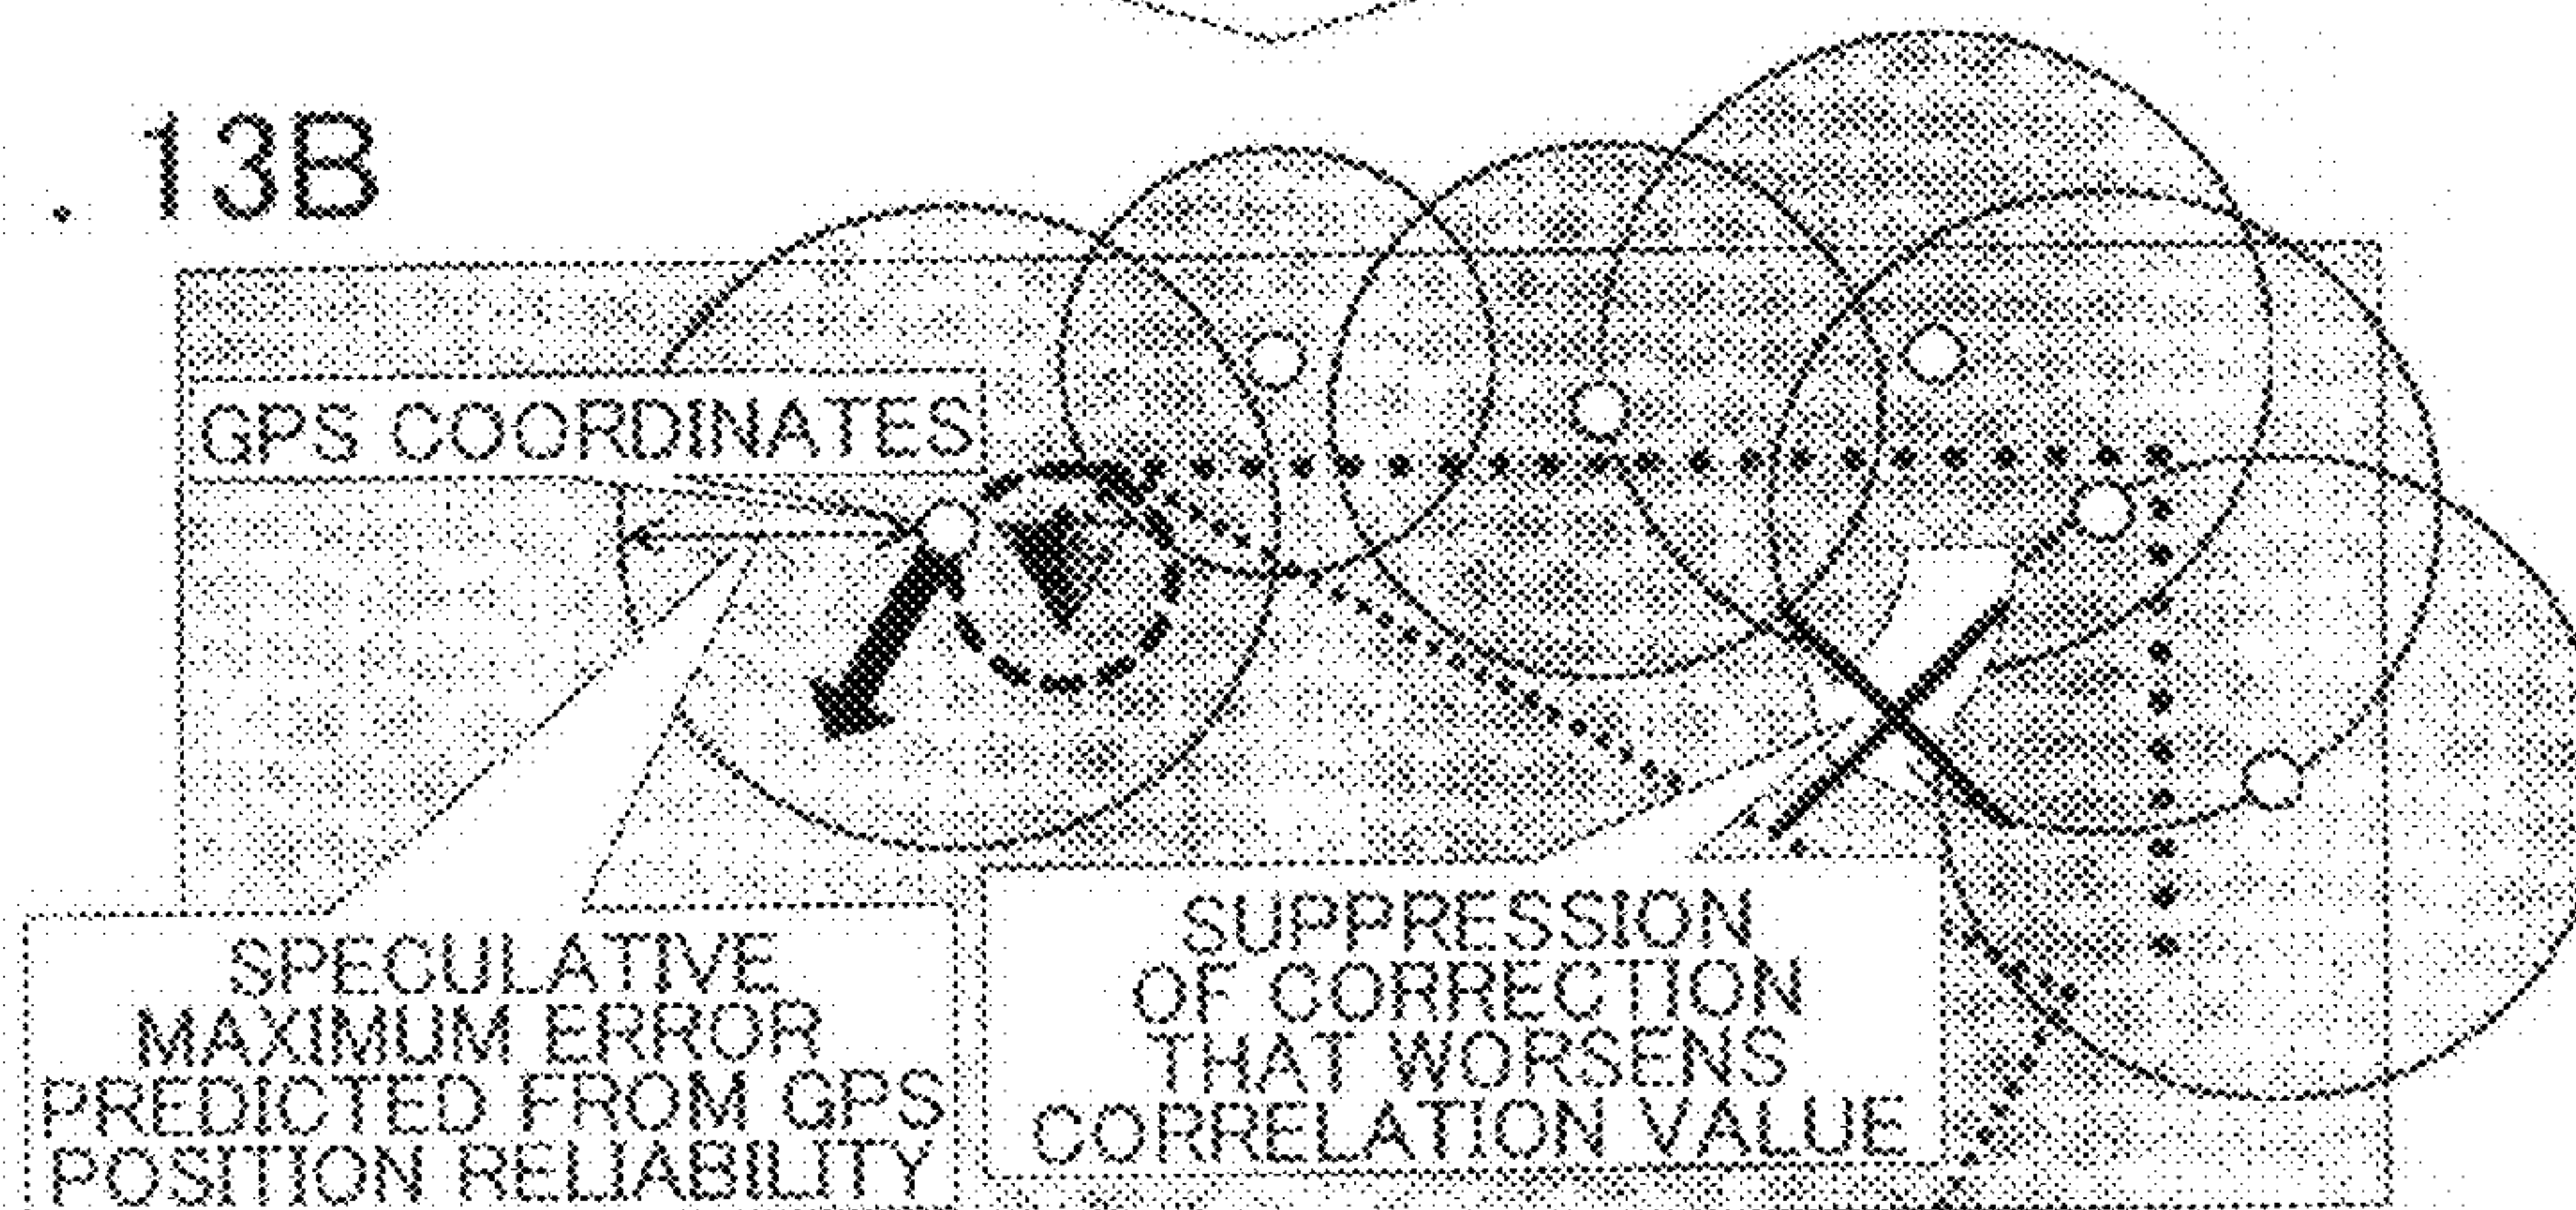 . 13B
GPS COORDINATES
SPECULATIVE
MAXIMUM ERROR
PREDICTED FROM GPS
POSITION RELIABILITY
SUPPRESSION
OF CORRECTION
THAT WORSENS
CORRELATION VALUE